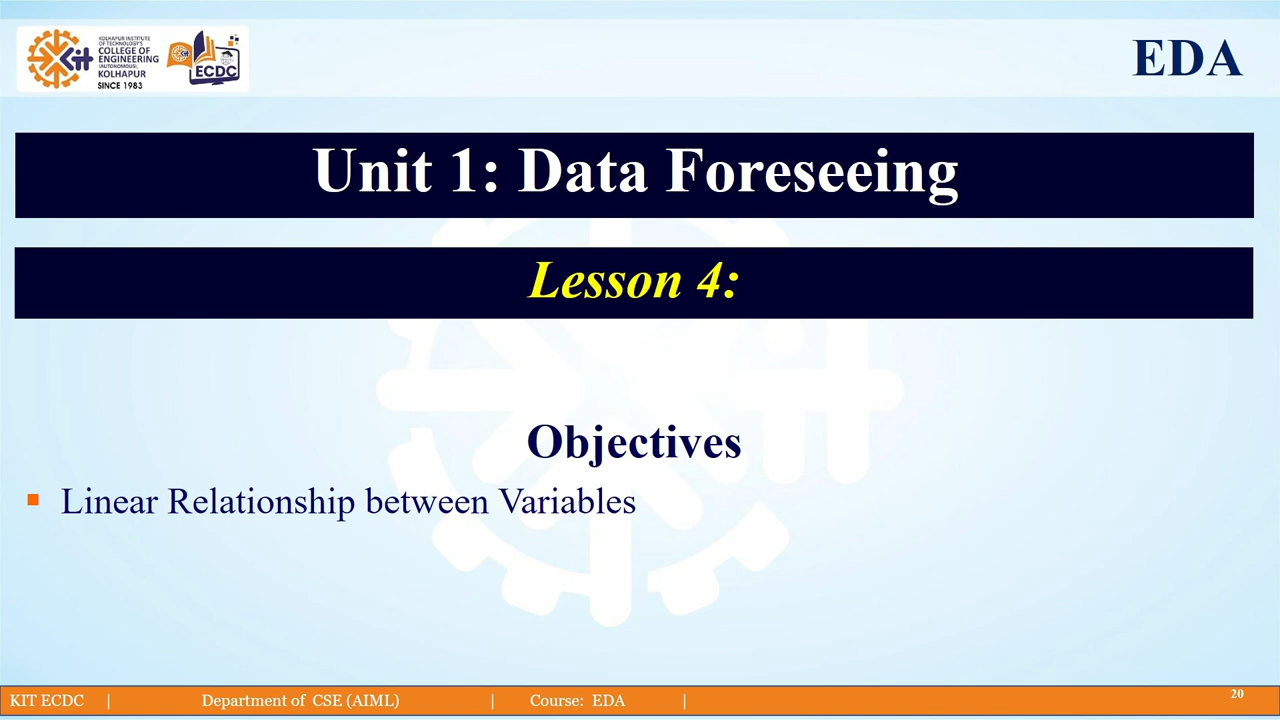 KOLHAPUR INSTITUTE
OF TECHNOLOGY'S
COLLEGE OF
ENGINEERING
(AUTONOMOUS),
KOLHAPUR
SINCE 1983
Kit
ECDC
EDA
Unit 1: Data Foreseeing
Lesson 4:
Objectives
▪ Linear Relationship between Variables
KIT ECDC | Department of CSE (AIML) | Course: EDA | 20